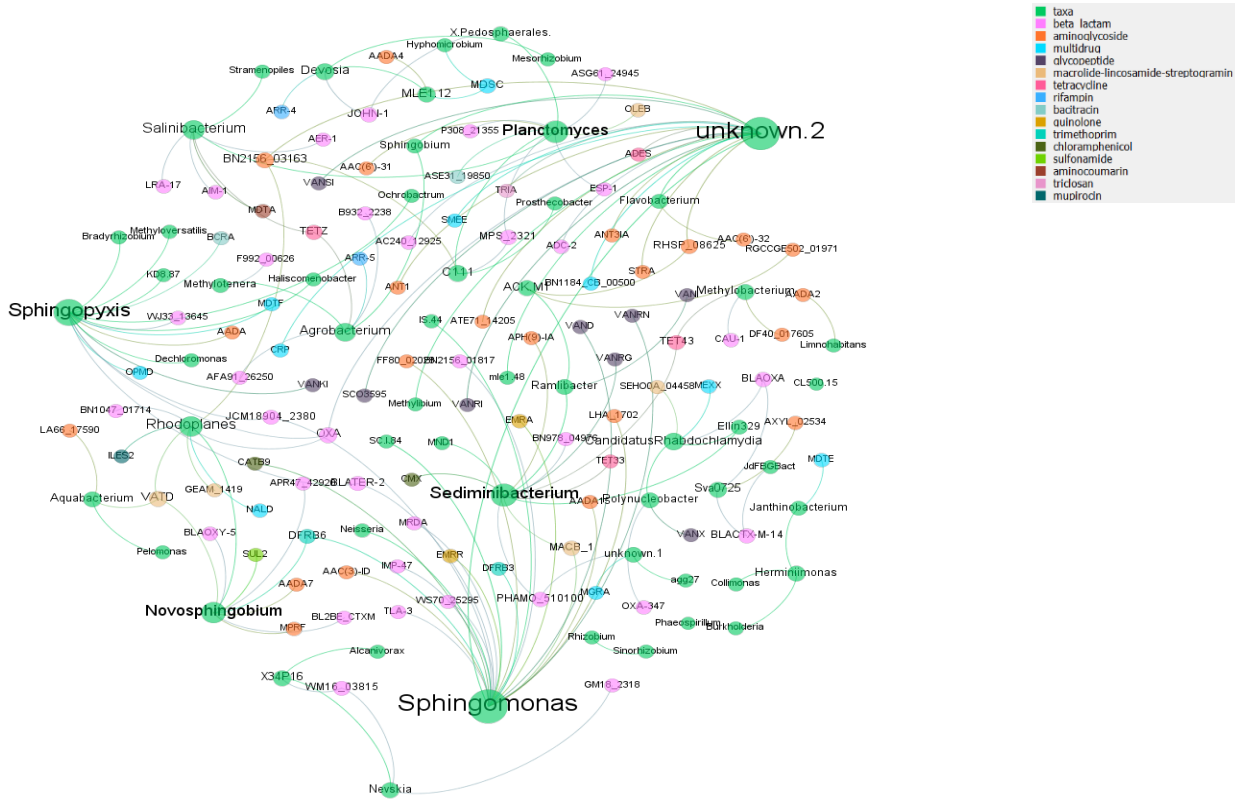 X.Pedosphaerales.
Hyphomicrobium
AADA4
Mesorhizobium
Stramenopiles
Devosia
ASG61_24945
MDSC
MLE1.12
ARR-4
JOHN-1
OLEB
Salinibacterium
P308_21355
Planctomyces
unknown.2
AER-1
Sphingobium
BN2156_03163
AAC(6')-31
ADES
VANSI
ASE31_19850
LRA-17
AIM-1
TRIA
ESP-1
Ochrobactrum
Prosthecobacter
Flavobacterium
MDTA
B932_2238
SMEE
Methyloversatilis
TETZ
Bradyrhizobium
BCRA
AC240_12925
MPS_2321
ADC-2
ANT3IA
RHSP_08625
AAC(6')-32
RGCCGE502_01971
F992_00626
ARR-5
KD8.87
Methylotenera
Haliscomenobacter
C111
STRA
ANT1
ACK.M1
BN1184_CB_00500
VANI
Methylobacterium
AADA2
Sphingopyxis
MDTF
WJ33_13645
AADA
Agrobacterium
IS.44
ATE71_14205
VAND
VANRN
APH(9)-IA
TET43
CAU-1
DF40_017605
Limnohabitans
Dechloromonas
CRP
OPMD
AFA91_26250
FF80_02026
BN2156_01817
VANRG
VANKI
SCO3595
mle1.48
Ramlibacter
SEH00A_04458
MEXX
BLAOXA
CL500.15
BN1047_01714
JCM18904_2380
Methylibium
VANRI
EMRA
LHA_1702
LA66_17590
Rhodoplanes
OXA
Ellin329
AXYL_02534
SC.I.84
MND1
BN978_04976
CandidatusRhabdochlamydia
ILES2
CATB9
TET33
JdFBGBact
MDTE
GEAM_1419
APR47_42926
BLATER-2
CMX
Sediminibacterium
Sva0725
Aquabacterium
VATD
AADA15
Polynucleobacter
Janthinobacterium
NALD
BLAOXY-5
DFRB6
Neisseria
MRDA
VANX
BLACTX-M-14
Pelomonas
SUL2
EMRR
MACB_1
unknown.1
AAC(3)-ID
IMP-47
DFRB3
AADA7
agg27
Collimonas
Herminiimonas
WS70_25295
PHAMO_510100
MGRA
Novosphingobium
BL2BE_CTXM
TLA-3
OXA-347
MPRF
Phaeospirillum
Burkholderia
Rhizobium
Alcanivorax
Sinorhizobium
X34P16
WM16_03815
GM18_2318
Sphingomonas
Nevskia
taxa
beta_lactam
aminoglycoside
multidrug
glycopeptide
macrolide-lincosamide-streptogramin
tetracycline
rifampin
bacitracin
quinolone
trimethoprim
chloramphenicol
sulfonamide
aminocoumarin
triclosan
mupirocin